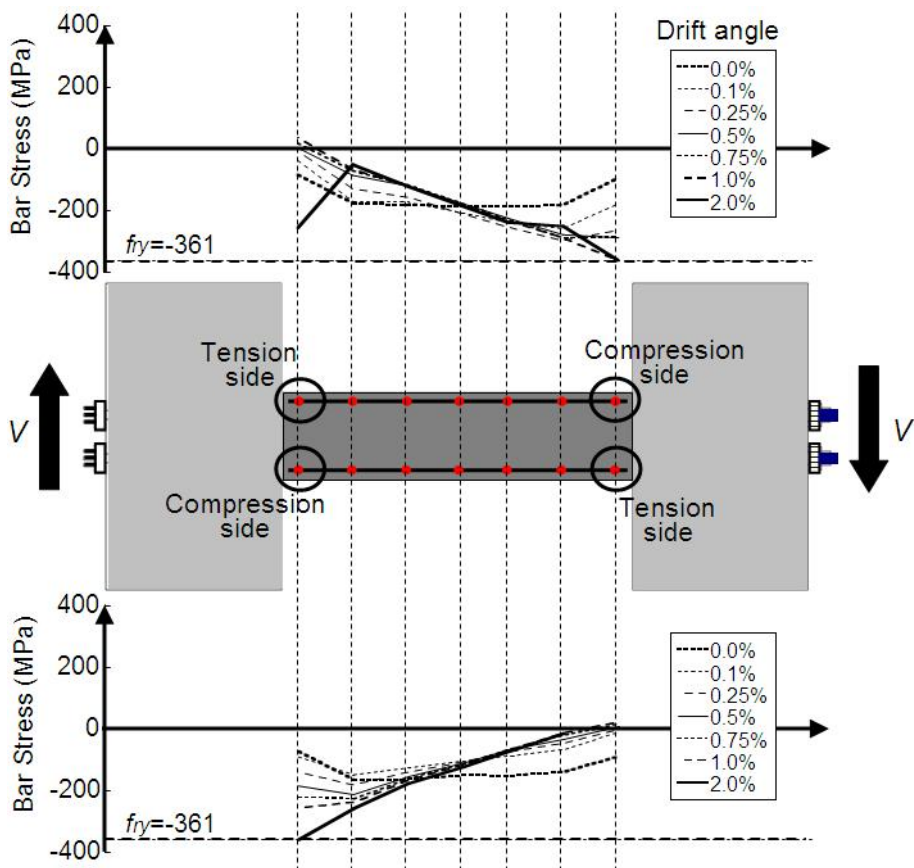 400
200
0
-200
-400
Bar Stress (MPa)
fry=-361
Drift angle
0.0%
0.1%
0.25%
0.5%
0.75%
1.0%
2.0%
Tension
side
Compression
side
V
V
Compression
side
Tension
side
400
200
0
-200
-400
Bar Stress (MPa)
fry=-361
0.0%
0.1%
0.25%
0.5%
0.75%
1.0%
2.0%